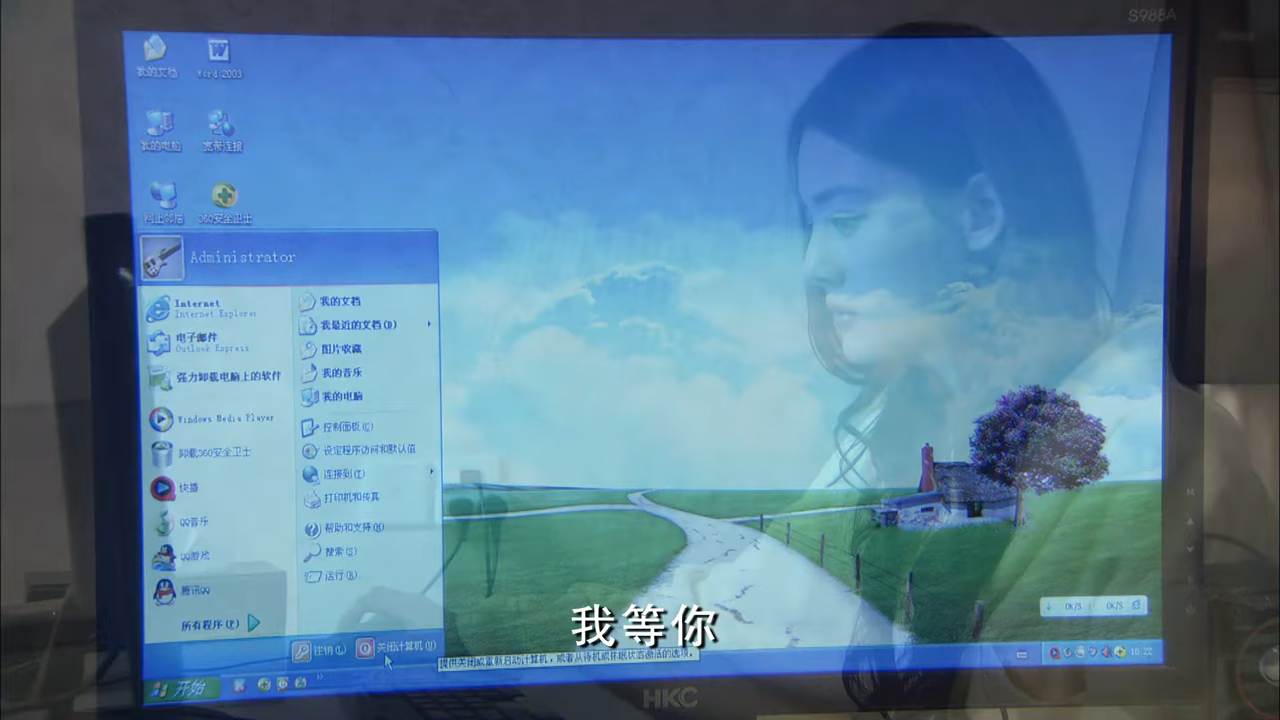 S988A
我的文档
Word 2003
我的电脑
宽带连接
网上邻居
360安全卫士
Administrator
Internet
Internet Explorer
电子邮件
Outlook Express
强力卸载电脑上的软件
Windows Media Player
卸载360安全卫士
快播
QQ音乐
QQ游戏
腾讯QQ
所有程序(P)
我的文档
我最近的文档(D)
图片收藏
我的音乐
我的电脑
控制面板(C)
设定程序访问和默认值
连接到(T)
打印机和传真
帮助和支持(H)
搜索(S)
运行(R)
注销(L)
关闭计算机(U)
提供关闭或重新启动计算机，或者从待机或休眠状态激活的选项。
0K/S
0K/S
开始
10:22
HKC
我等你